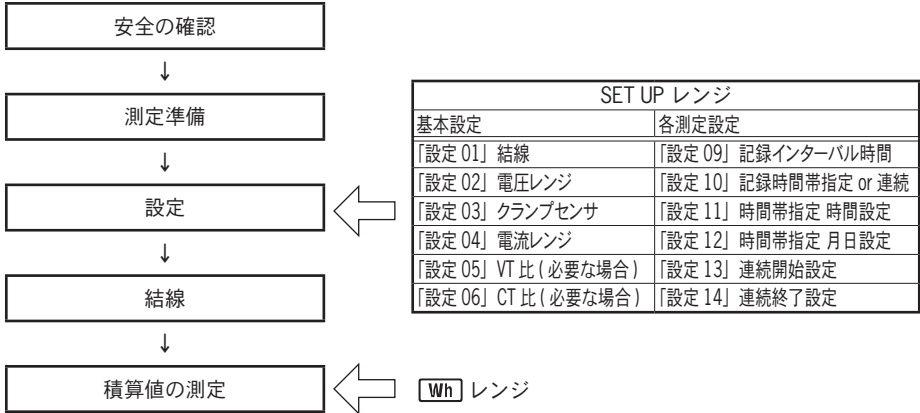 安全の確認
↓
測定準備
↓
設定
↓
結線
↓
積算値の測定
SET UP レンジ
基本設定 各測定設定
「設定 01」結線 「設定 09」記録インターバル時間
「設定 02」電圧レンジ 「設定 10」記録時間帯指定 or 連続
「設定 03」クランプセンサ 「設定 11」時間帯指定 時間設定
「設定 04」電流レンジ 「設定 12」時間帯指定 月日設定
「設定 05」VT 比 ( 必要な場合 ) 「設定 13」連続開始設定
「設定 06」CT 比 ( 必要な場合 ) 「設定 14」連続終了設定
Wh レンジ